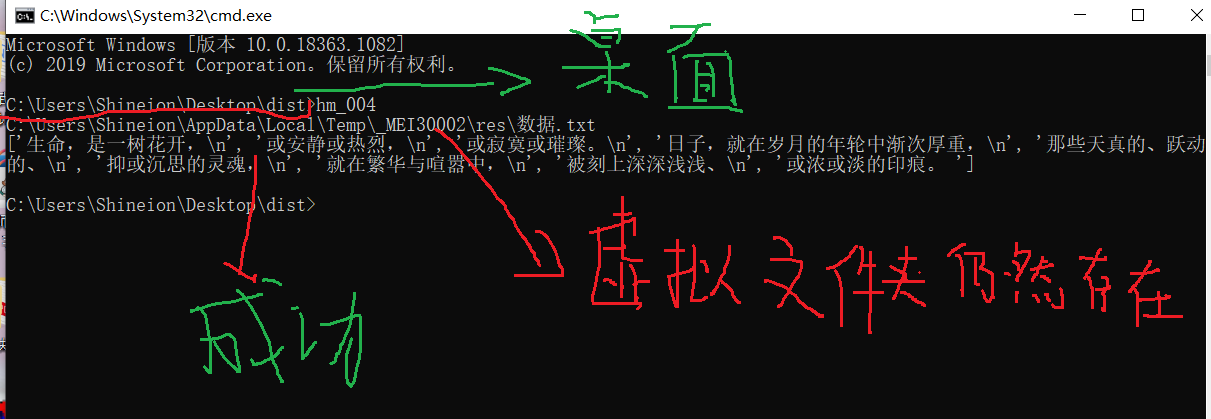 C:\Windows\System32\cmd.exe
Microsoft Windows [版本 10.0.18363.1082]
(c) 2019 Microsoft Corporation。保留所有权利。
桌面
C:\Users\Shineion\Desktop\dist>hm_004
C:\Users\Shineion\AppData\Local\Temp\_MEI30002\res\数据.txt
['生命，是一树花开，\n', '或安静或热烈，\n', '或寂寞或璀璨。\n', '日子，就在岁月的年轮中渐次厚重，\n', '那些天真的、跃动
的、\n', '抑或沉思的灵魂，\n', '就在繁华与喧嚣中，\n', '被刻上深深浅浅、\n', '或浓或淡的印痕。']
C:\Users\Shineion\Desktop\dist>
虚拟文件夹仍然存在
成功